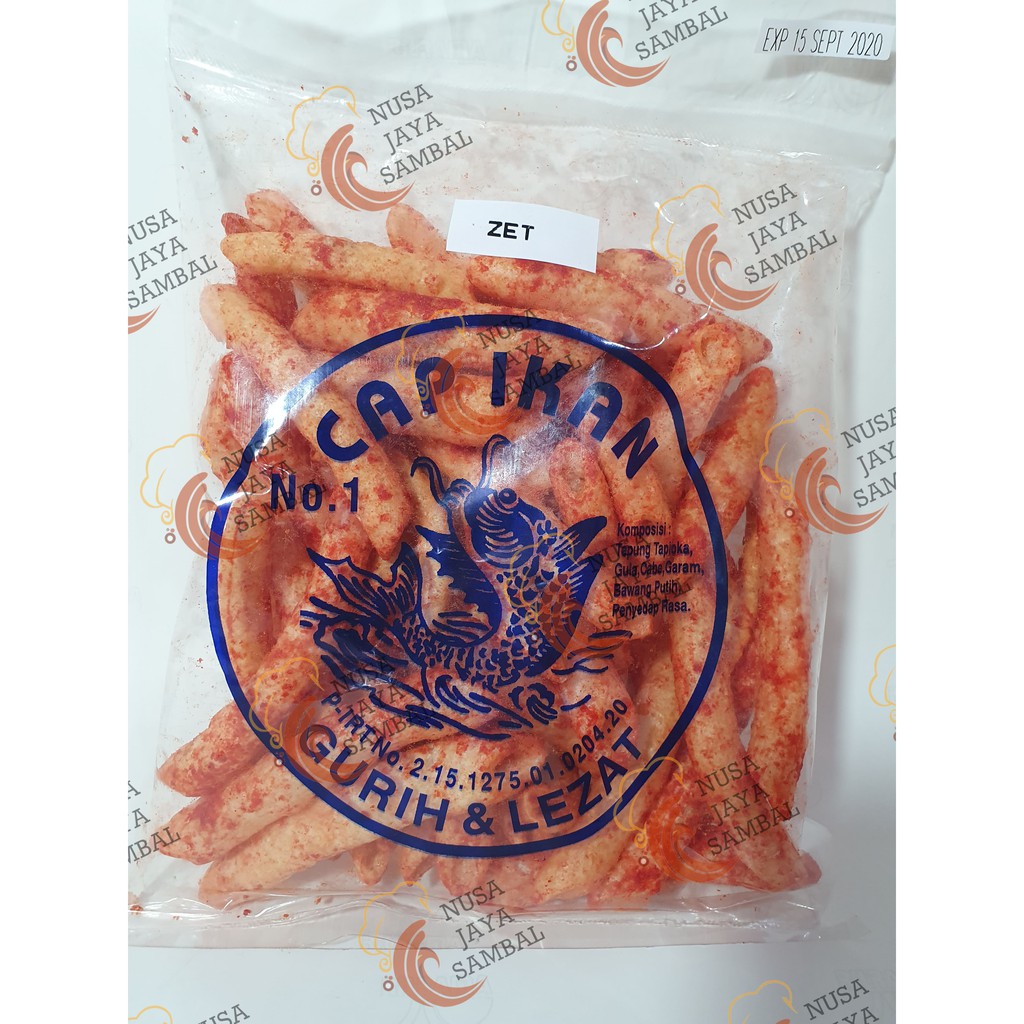 EXP 15 SEPT 2020
ZET
CAP IKAN
No.1
Komposisi :
Tepung Tapioka,
Gula, Cabe, Garam,
Bawang Putih,
Penyedap Rasa.
P-IRT No. 2.15.1275.01.0204.20
GURIH & LEZAT
NUSA
JAYA
SAMBAL